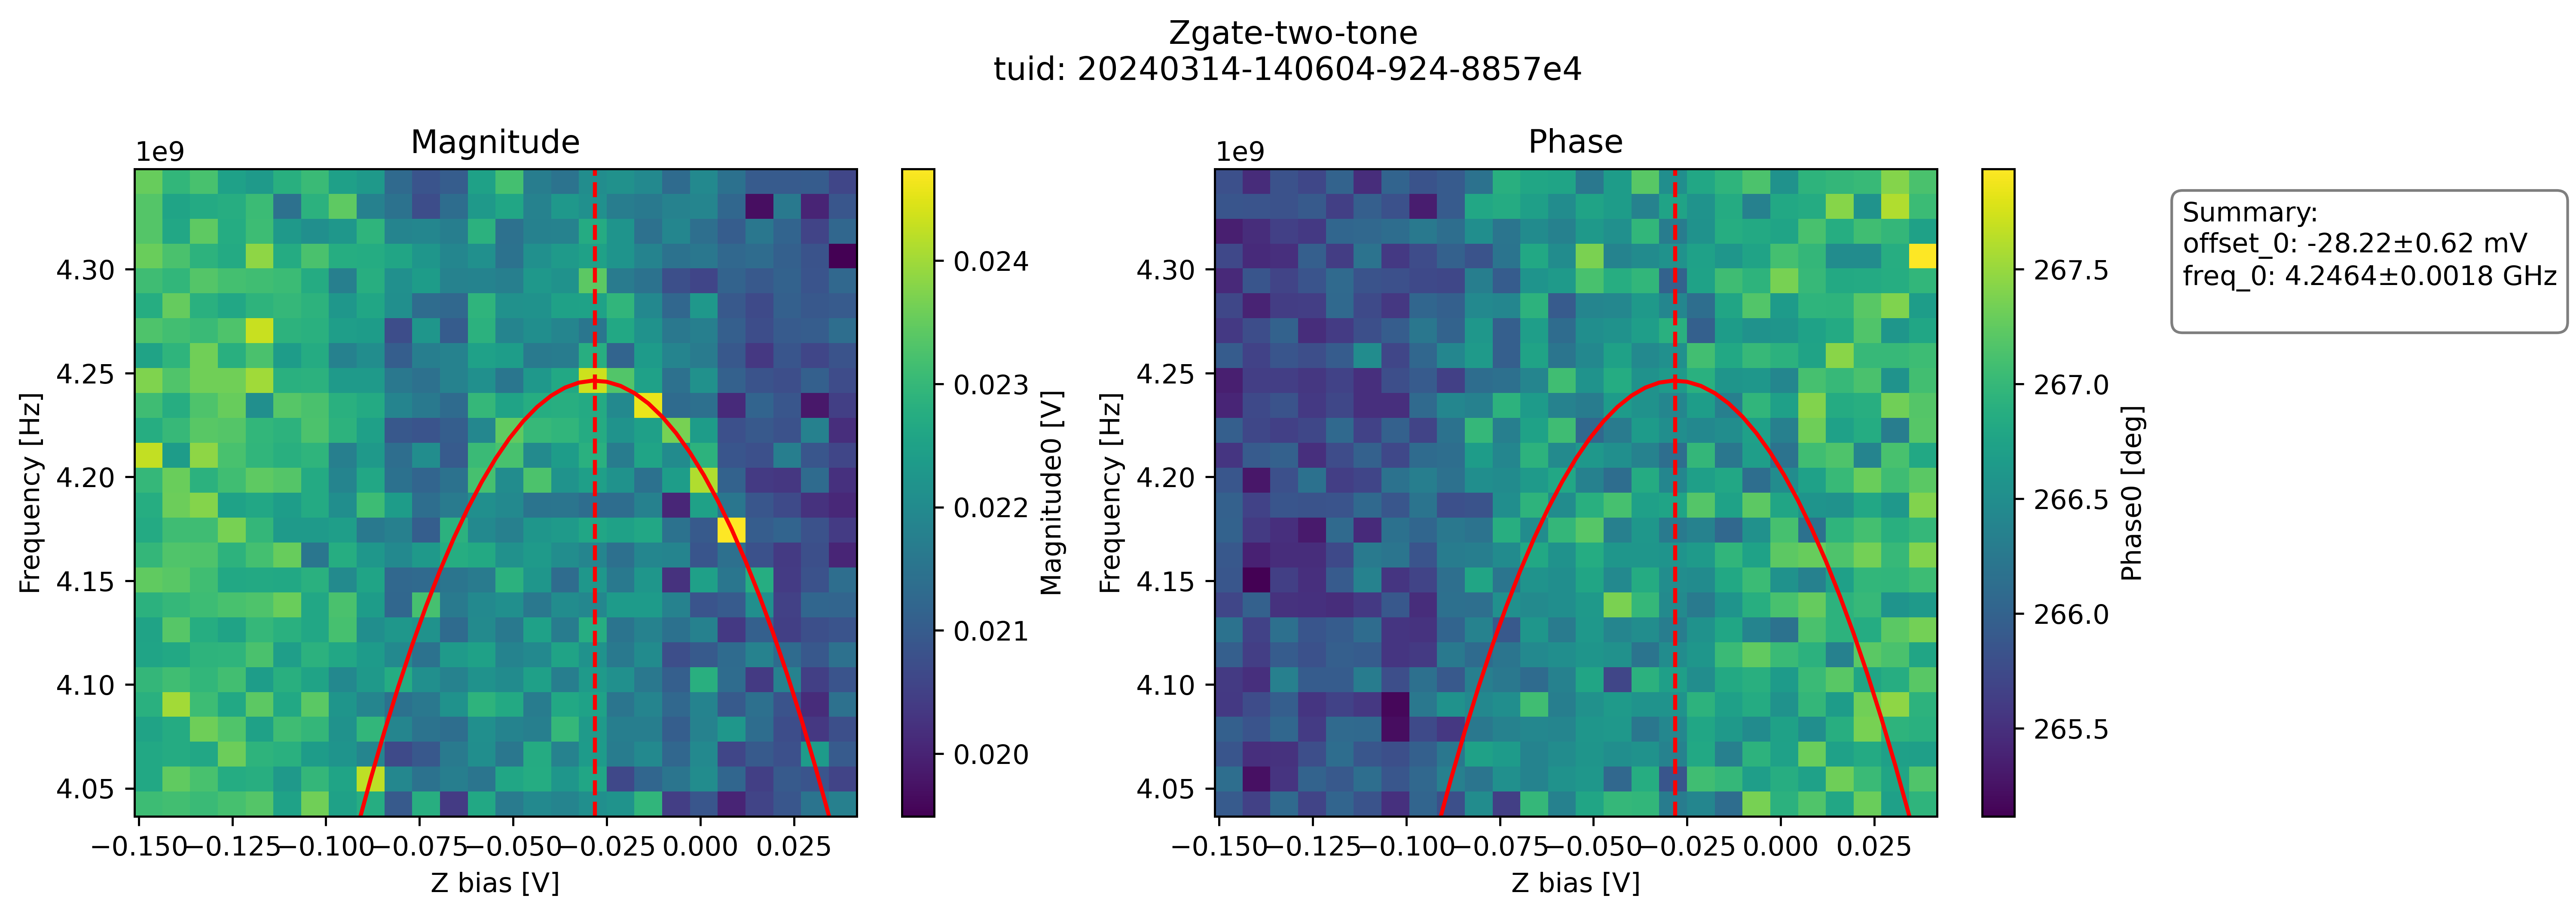 Zgate-two-tone
tuid: 20240314-140604-924-8857e4
Magnitude
1e9
Frequency [Hz]
4.30
4.25
4.20
4.15
4.10
4.05
−0.150 −0.125 −0.100 −0.075 −0.050 −0.025 0.000 0.025
Z bias [V]
0.024
0.023
0.022
0.021
0.020
Magnitude0 [V]
Phase
1e9
Frequency [Hz]
4.30
4.25
4.20
4.15
4.10
4.05
−0.150 −0.125 −0.100 −0.075 −0.050 −0.025 0.000 0.025
Z bias [V]
267.5
267.0
266.5
266.0
265.5
Phase0 [deg]
Summary:
offset_0: -28.22±0.62 mV
freq_0: 4.2464±0.0018 GHz